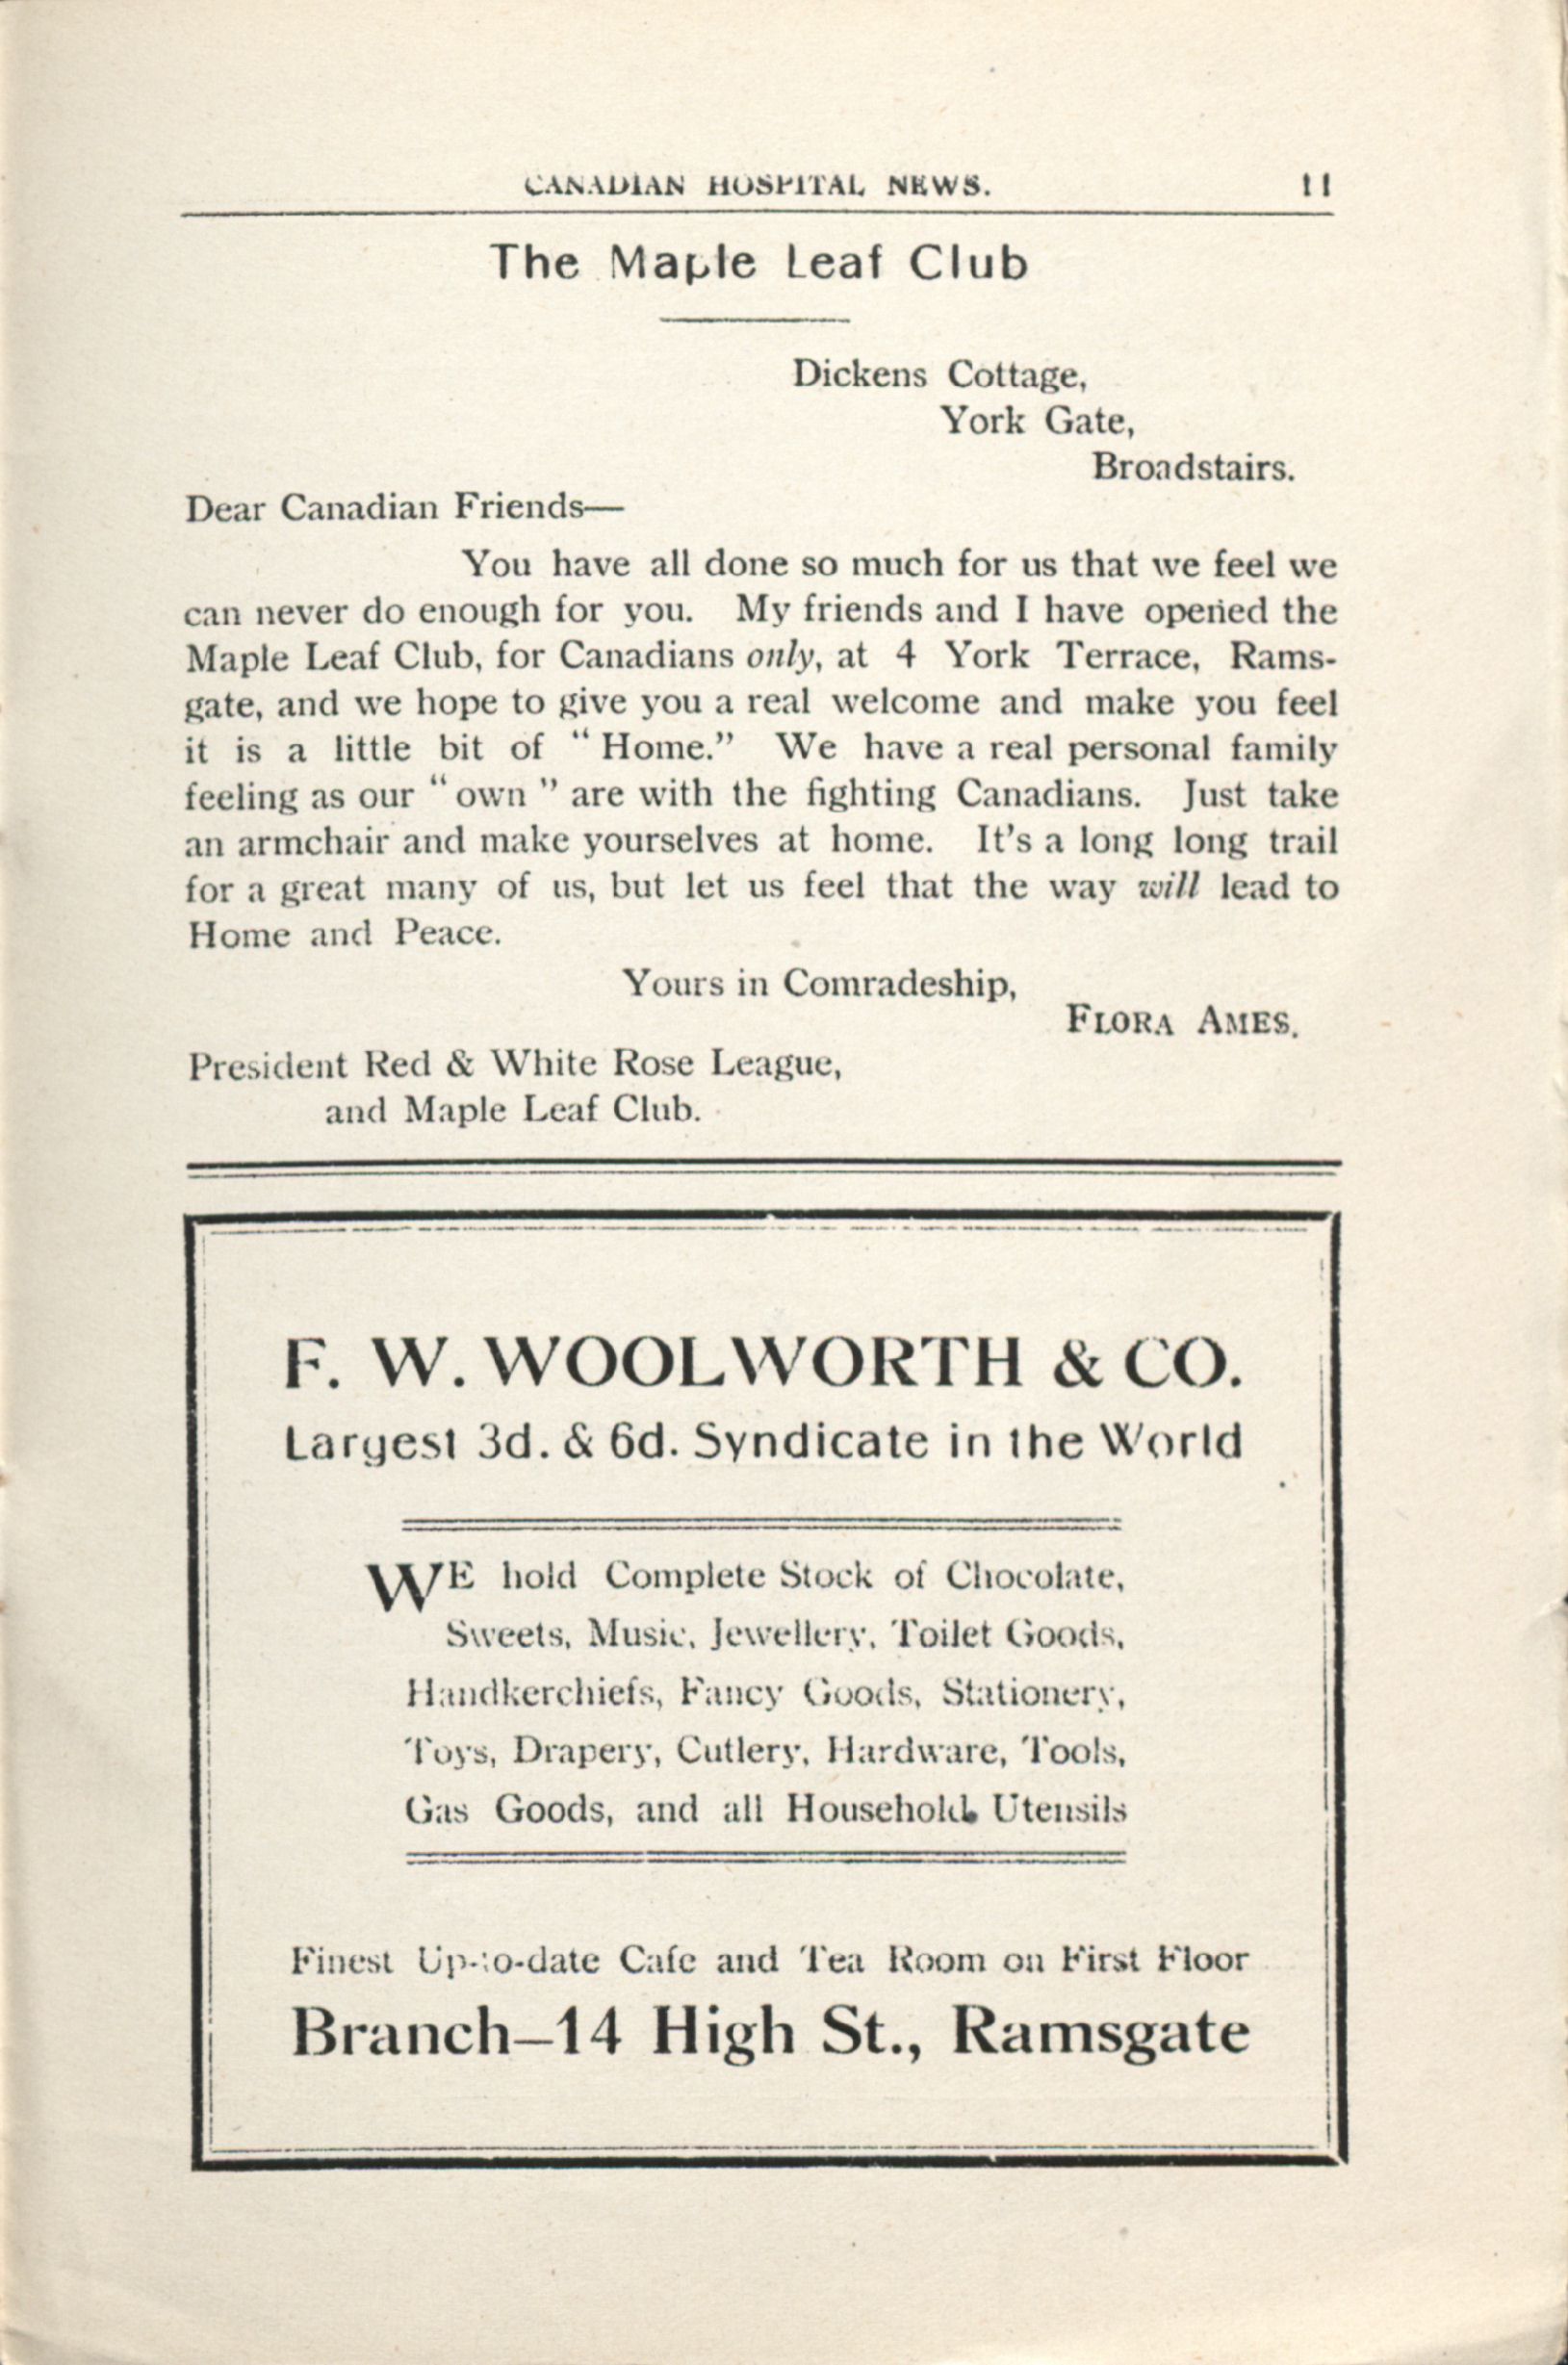 CANADIAN HOSPITAL NEWS. 11
The Maple Leaf Club
Dickens Cottage,
York Gate,
Broadstairs.
Dear Canadian Friends—
You have all done so much for us that we feel we
can never do enough for you. My friends and I have opened the
Maple Leaf Club, for Canadians only, at 4 York Terrace, Rams-
gate, and we hope to give you a real welcome and make you feel
it is a little bit of “Home.” We have a real personal family
feeling as our “own” are with the fighting Canadians. Just take
an armchair and make yourselves at home. It's a long long trail
for a great many of us, but let us feel that the way will lead to
Home and Peace.
Yours in Comradeship,
FLORA AMES.
President Red & White Rose League,
and Maple Leaf Club.
F. W. WOOLWORTH & CO.
Largest 3d. & 6d. Syndicate in the World
WE hold Complete Stock of Chocolate,
Sweets, Music, Jewellery, Toilet Goods,
Handkerchiefs, Fancy Goods, Stationery,
Toys, Drapery, Cutlery, Hardware, Tools,
Gas Goods, and all Household Utensils
Finest Up-to-date Cafe and Tea Room on First Floor
Branch–14 High St., Ramsgate